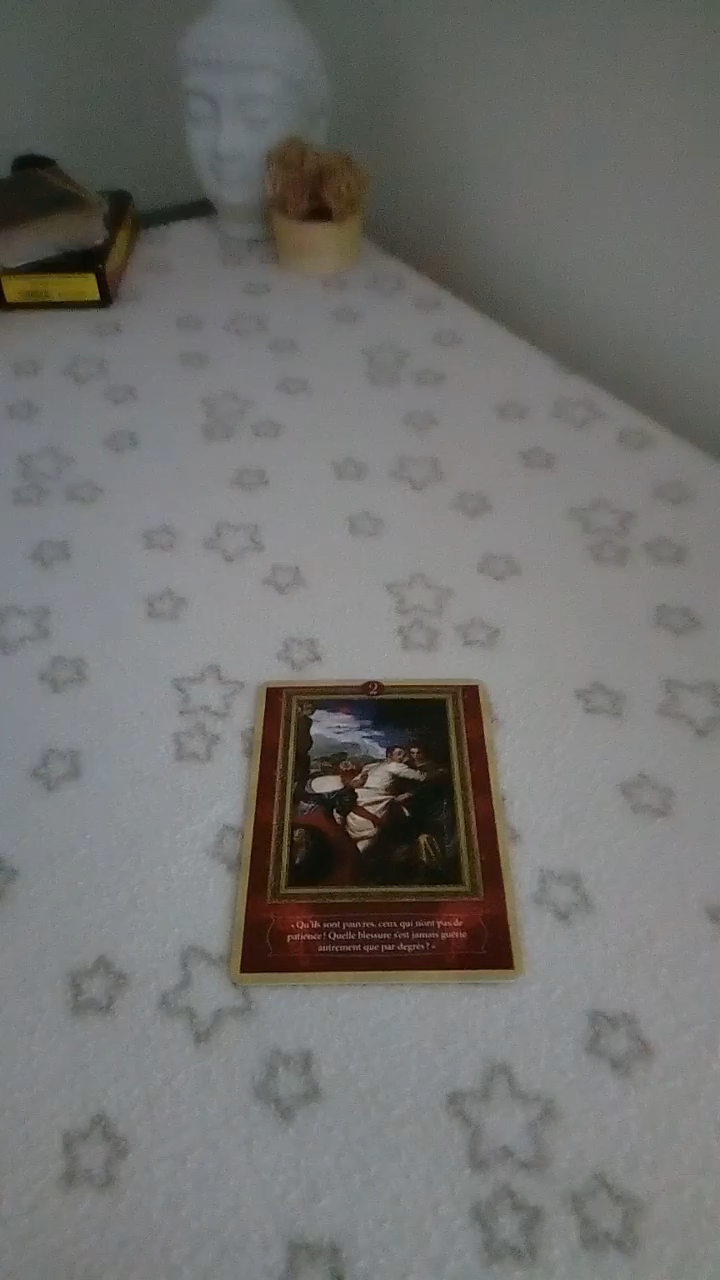 2
« Qu'ils sont pauvres, ceux qui n'ont pas de
patience ! Quelle blessure s'est jamais guérie
autrement que par degrés ? »